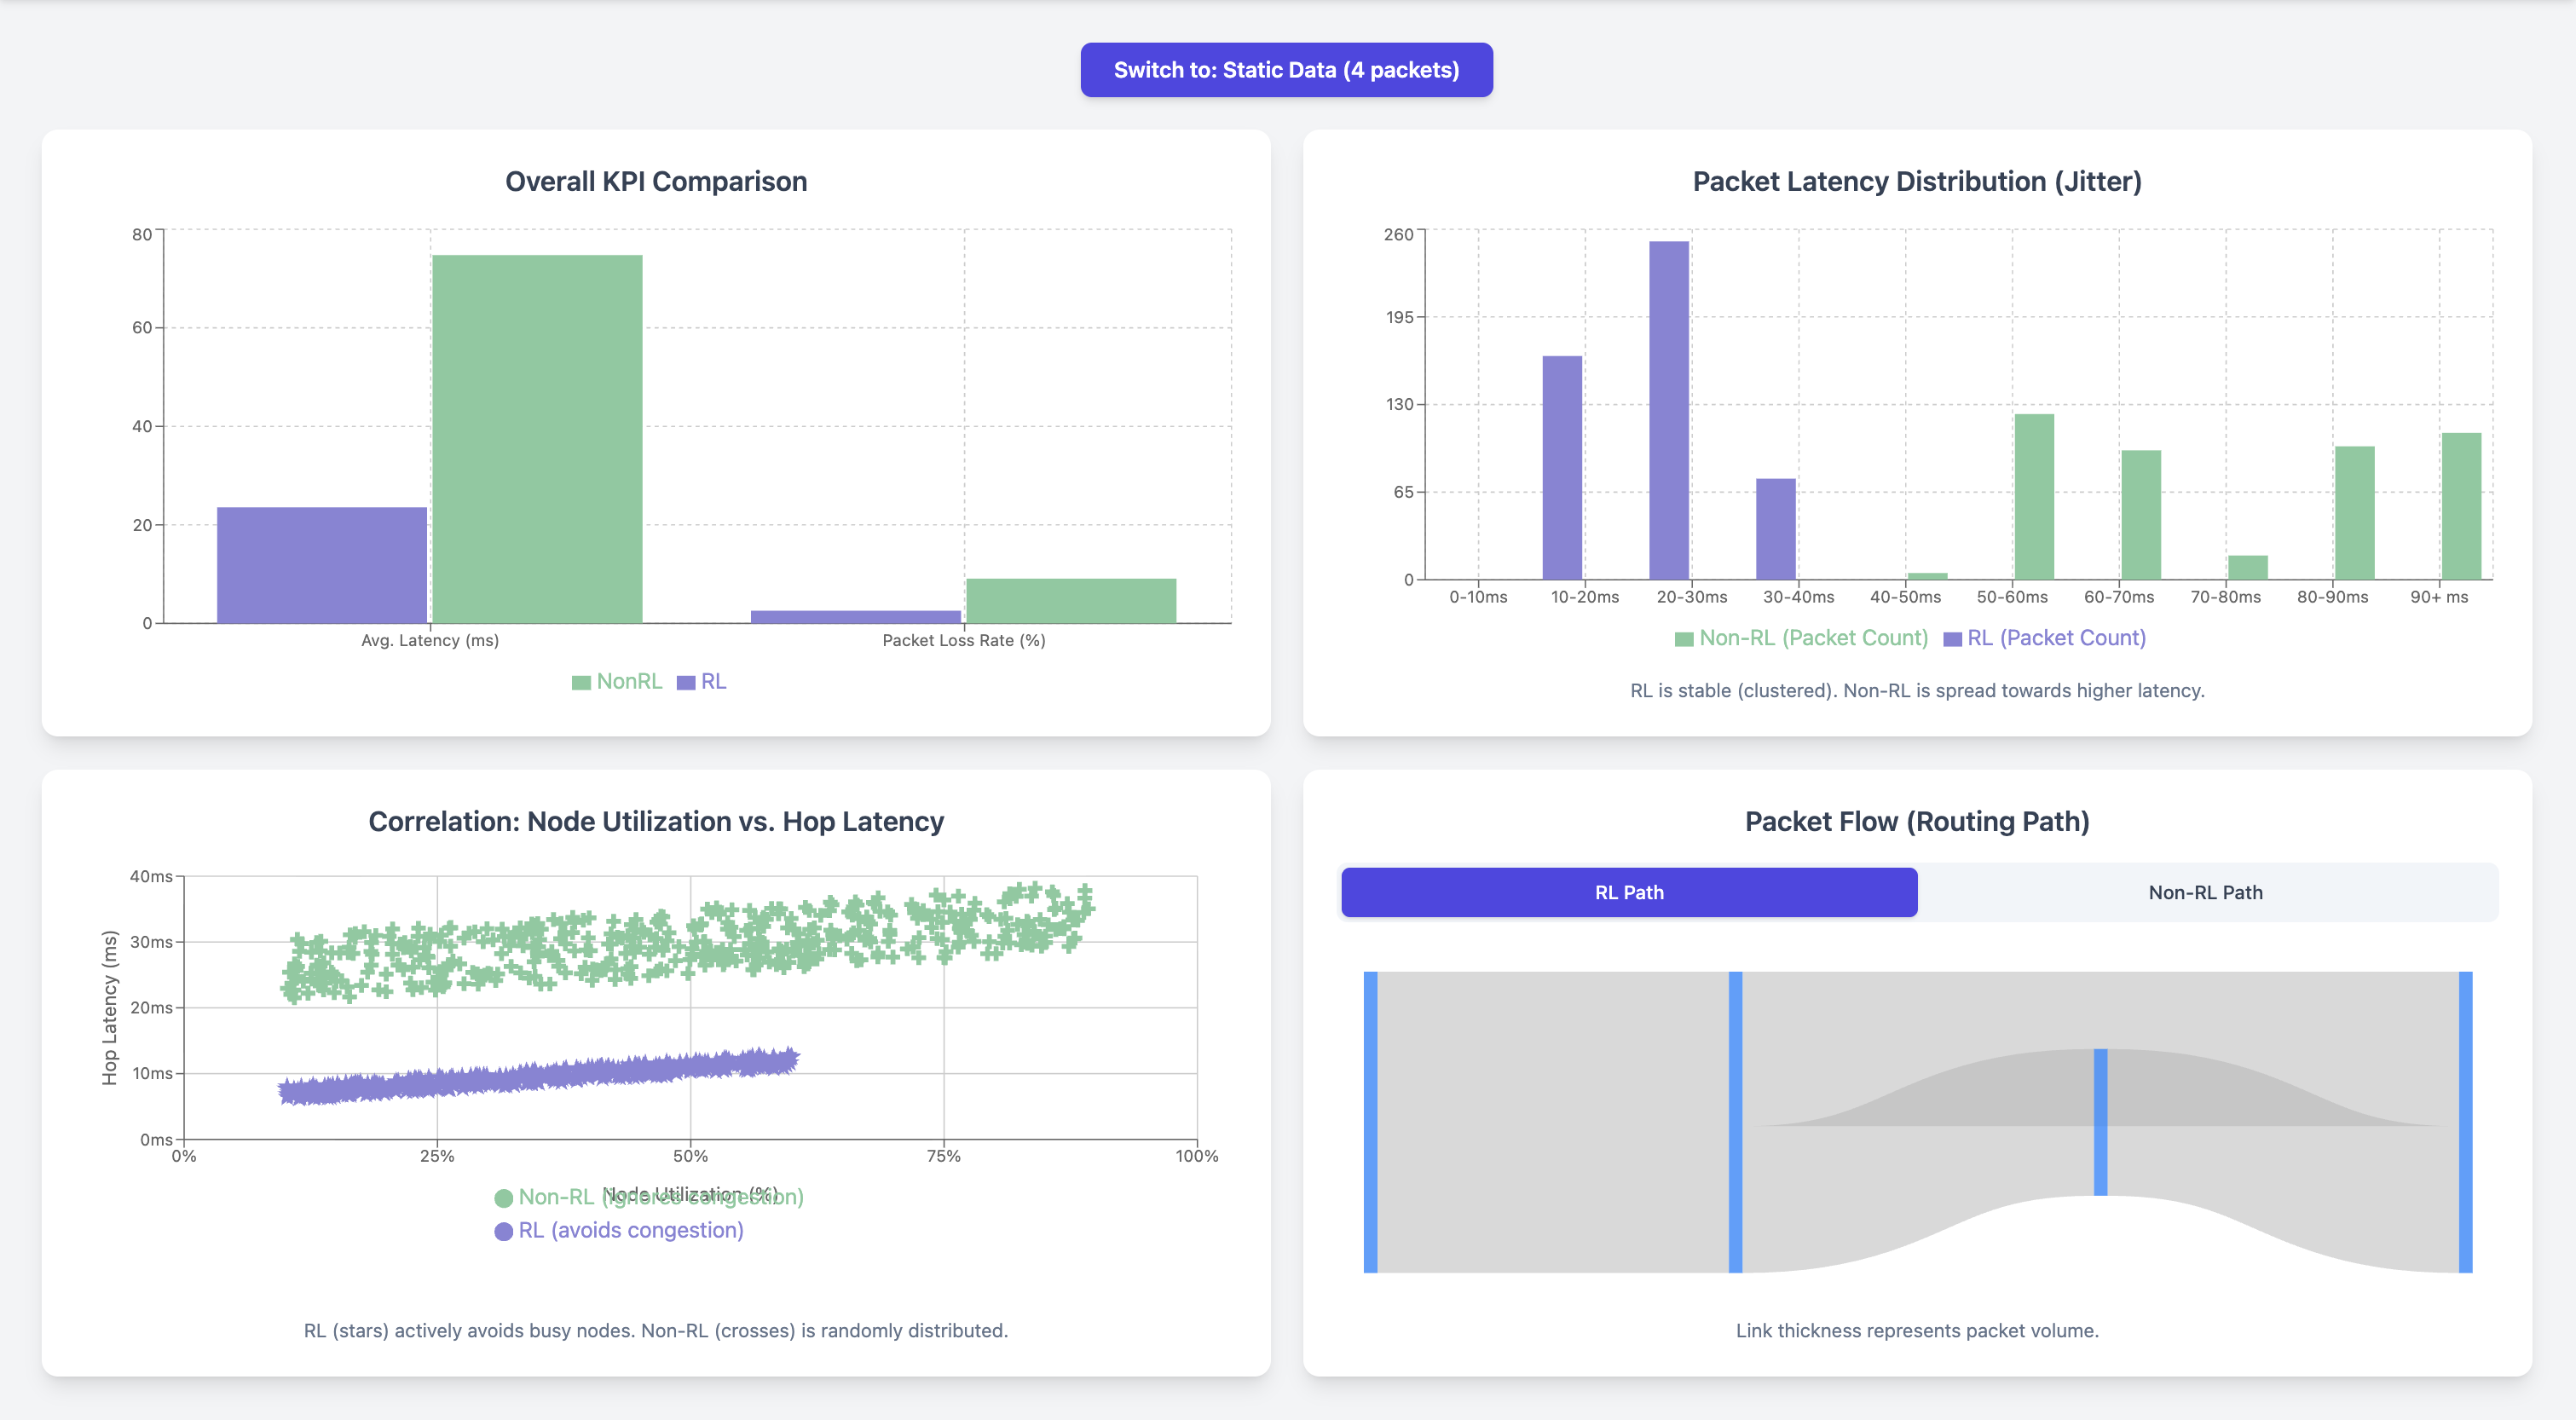 Switch to: Static Data (4 packets)
Overall KPI Comparison
80
60
40
20
0
Avg. Latency (ms)
Packet Loss Rate (%)
NonRL
RL
Packet Latency Distribution (Jitter)
260
195
130
65
0
0-10ms
10-20ms
20-30ms
30-40ms
40-50ms
50-60ms
60-70ms
70-80ms
80-90ms
90+ ms
Non-RL (Packet Count)
RL (Packet Count)
RL is stable (clustered). Non-RL is spread towards higher latency.
Correlation: Node Utilization vs. Hop Latency
Hop Latency (ms)
40ms
30ms
20ms
10ms
0ms
0%
25%
50%
75%
100%
Node Utilization (%)
Non-RL (ignores congestion)
RL (avoids congestion)
RL (stars) actively avoids busy nodes. Non-RL (crosses) is randomly distributed.
Packet Flow (Routing Path)
RL Path
Non-RL Path
Link thickness represents packet volume.